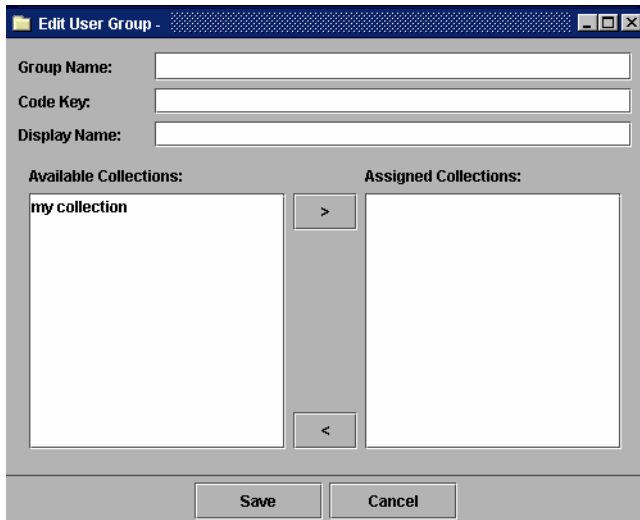 Edit User Group -
Group Name:
Code Key:
Display Name:
Available Collections:
Assigned Collections:
my collection
>
<
Save
Cancel